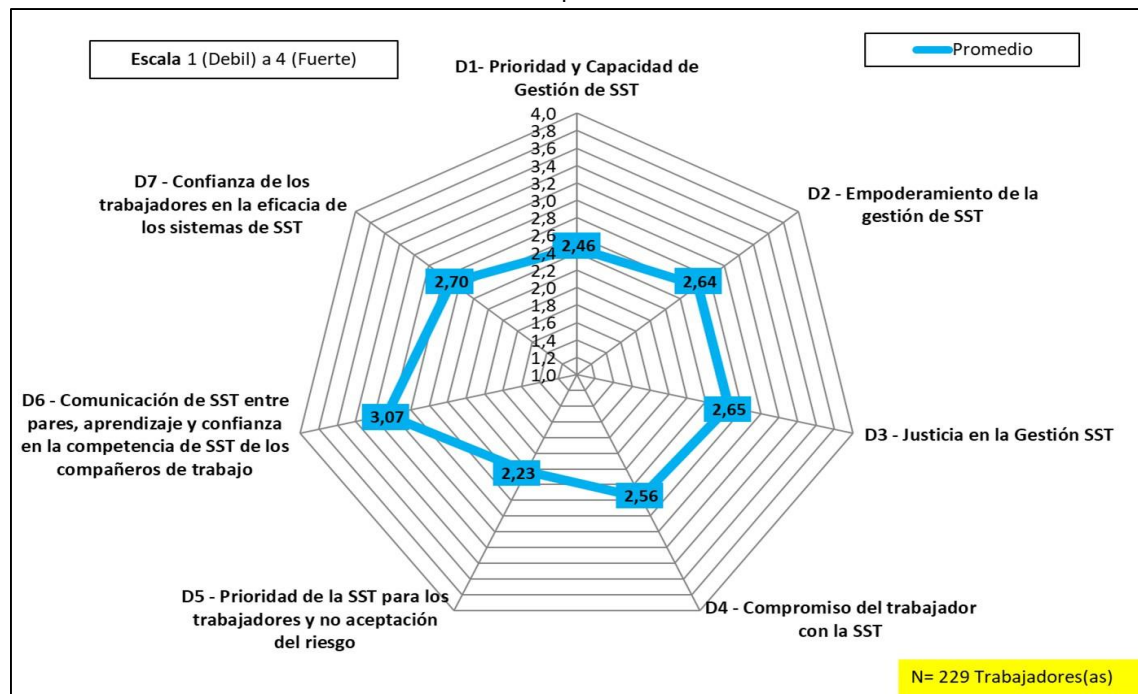 Escala 1 (Debil) a 4 (Fuerte)
Promedio
D1- Prioridad y Capacidad de
Gestión de SST
4,0
3,8
3,6
3,4
3,2
3,0
2,8
2,6
2,4
2,2
2,0
1,8
1,6
1,4
1,2
1,0
D2 - Empoderamiento de la
gestión de SST
D3 - Justicia en la Gestión SST
D4 - Compromiso del trabajador
con la SST
D5 - Prioridad de la SST para los
trabajadores y no aceptación
del riesgo
D6 - Comunicación de SST entre
pares, aprendizaje y confianza
en la competencia de SST de los
compañeros de trabajo
D7 - Confianza de los
trabajadores en la eficacia de
los sistemas de SST
2,46
2,64
2,65
2,56
2,23
3,07
2,70
N= 229 Trabajadores(as)